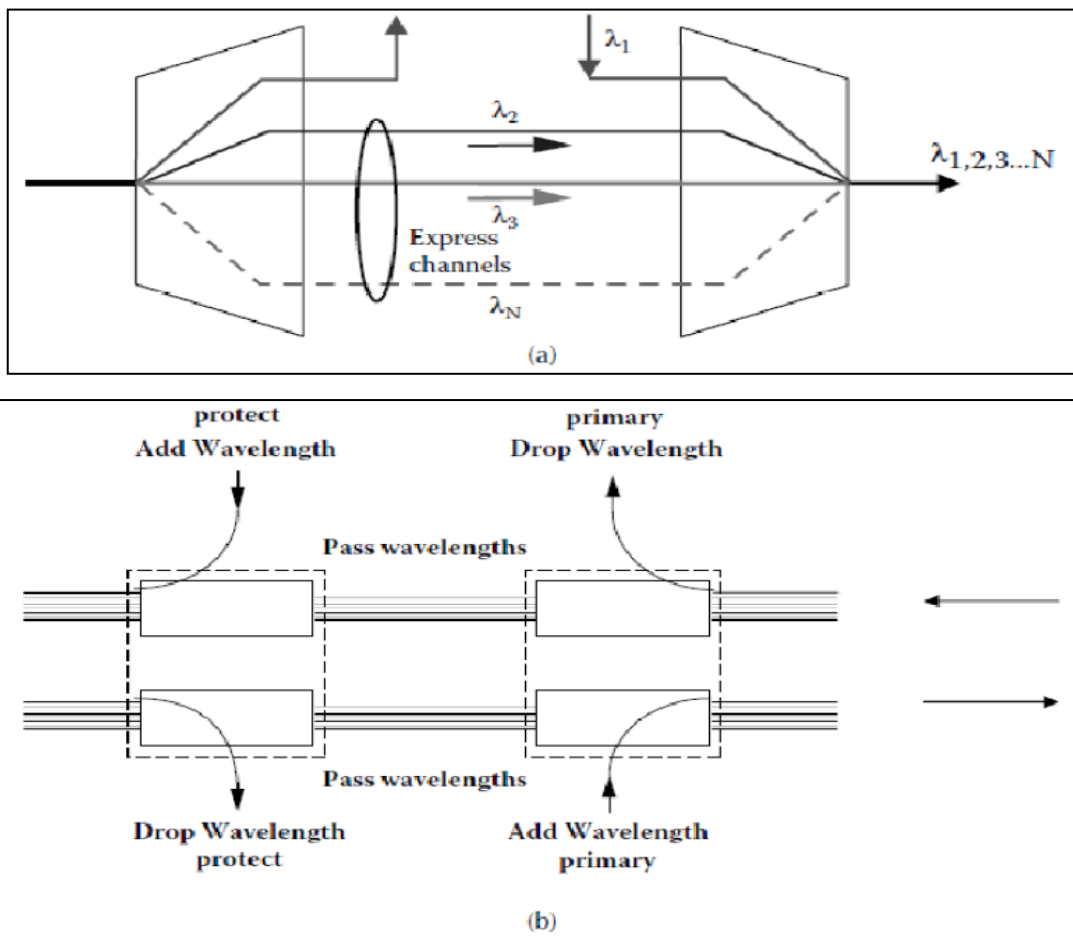 λ1
λ2
λ1,2,3...N
λ3
Express
channels
λN
(a)
protect
Add Wavelength
primary
Drop Wavelength
Pass wavelengths
Pass wavelengths
Drop Wavelength
protect
Add Wavelength
primary
(b)